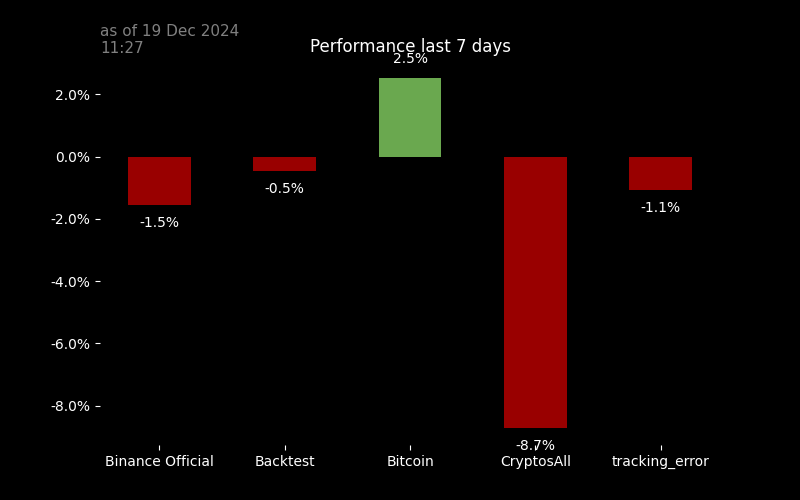 as of 19 Dec 2024
11:27
Performance last 7 days
2.5%
2.0%
0.0%
-2.0%
-4.0%
-6.0%
-8.0%
-1.5%
-0.5%
-8.7%
-1.1%
Binance Official
Backtest
Bitcoin
CryptosAll
tracking_error